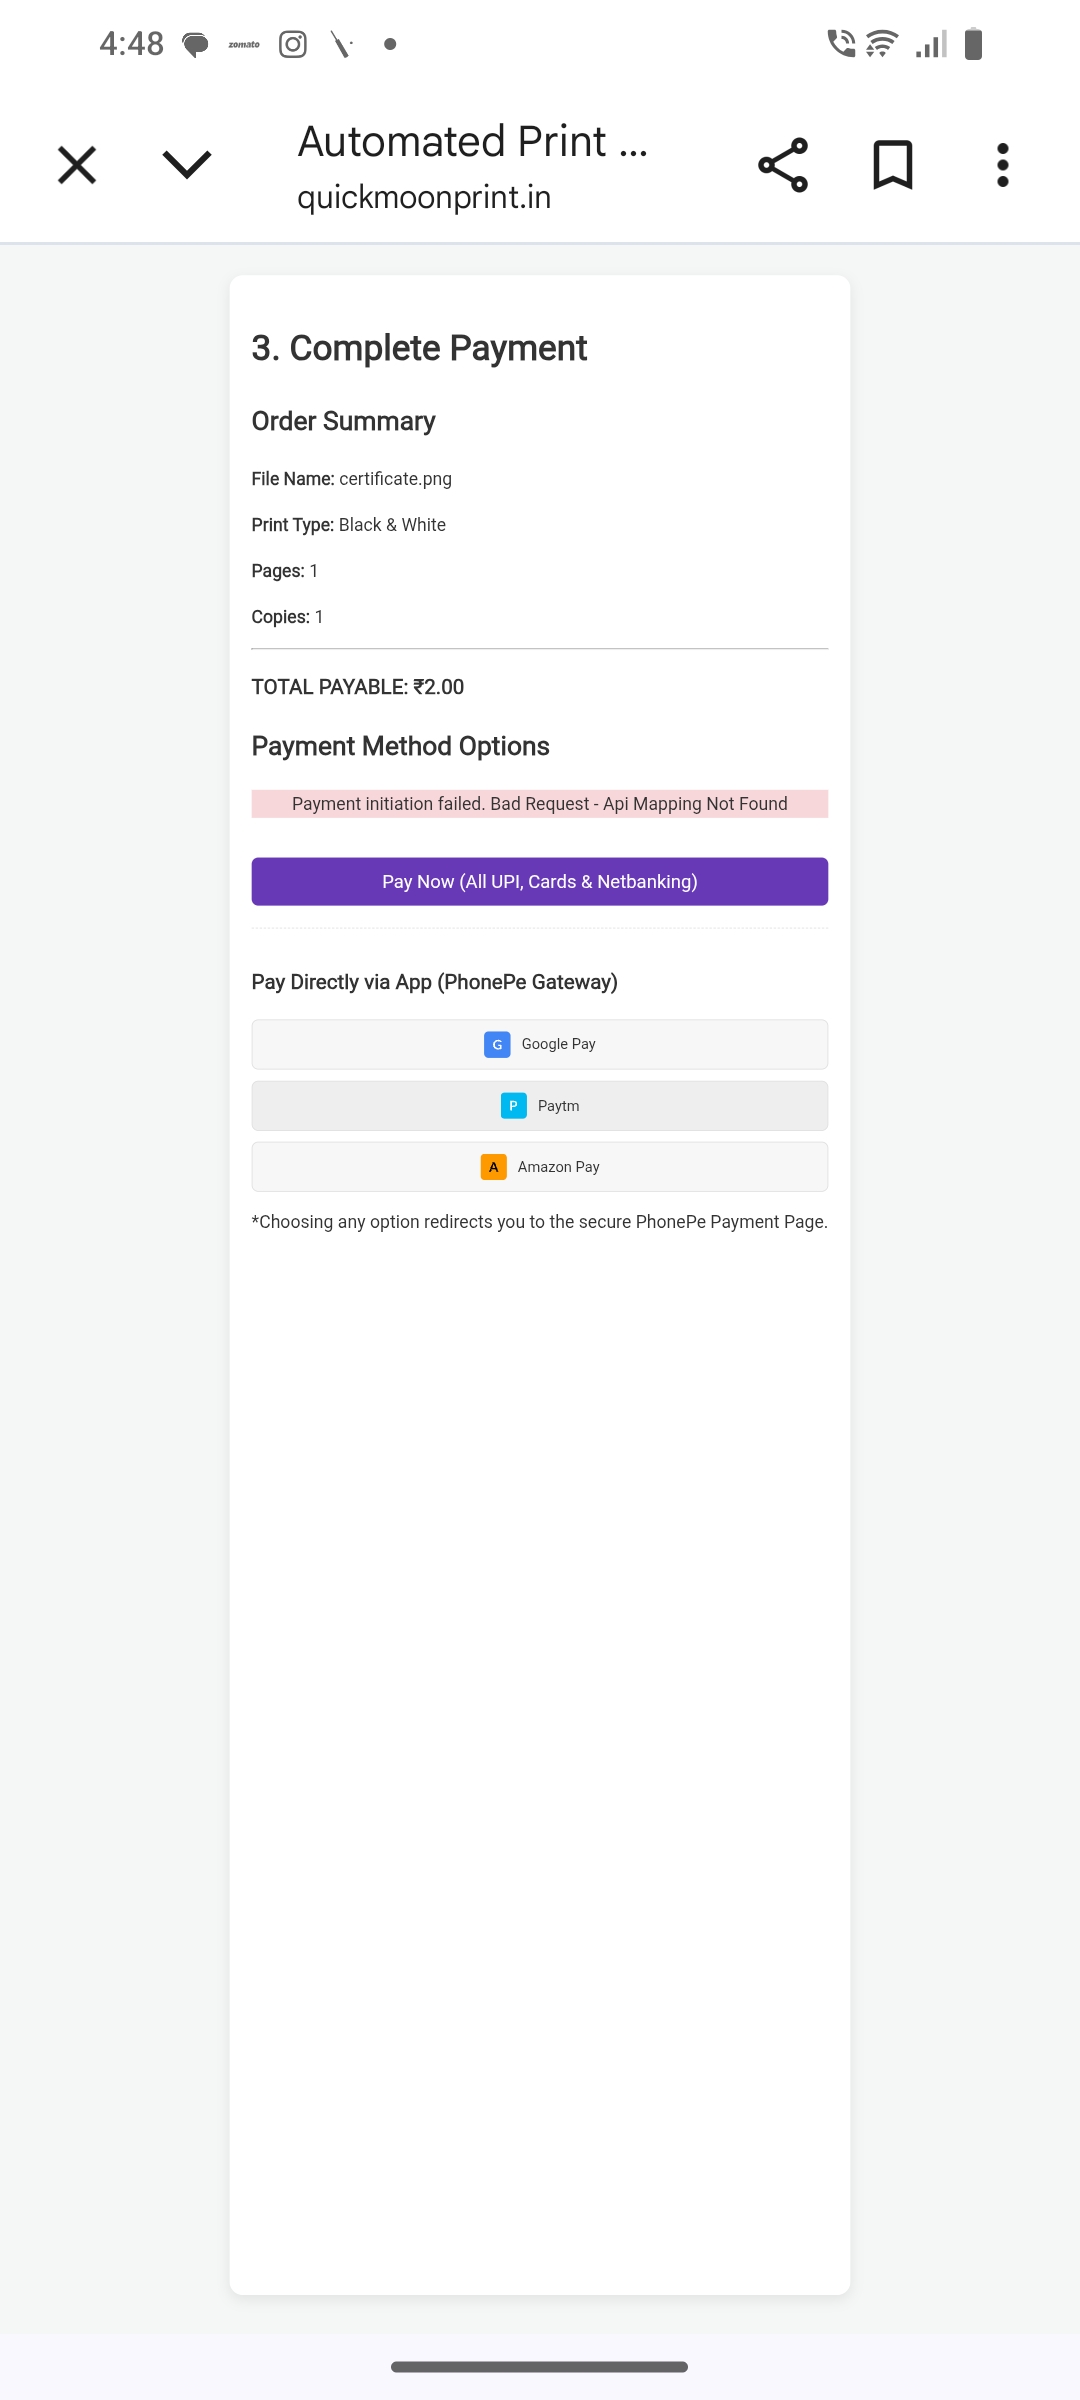 4:48 zomato
Automated Print ...
quickmoonprint.in
3. Complete Payment
Order Summary
File Name: certificate.png
Print Type: Black & White
Pages: 1
Copies: 1
TOTAL PAYABLE: ₹2.00
Payment Method Options
Payment initiation failed. Bad Request - Api Mapping Not Found
Pay Now (All UPI, Cards & Netbanking)
Pay Directly via App (PhonePe Gateway)
G Google Pay
P Paytm
A Amazon Pay
*Choosing any option redirects you to the secure PhonePe Payment Page.